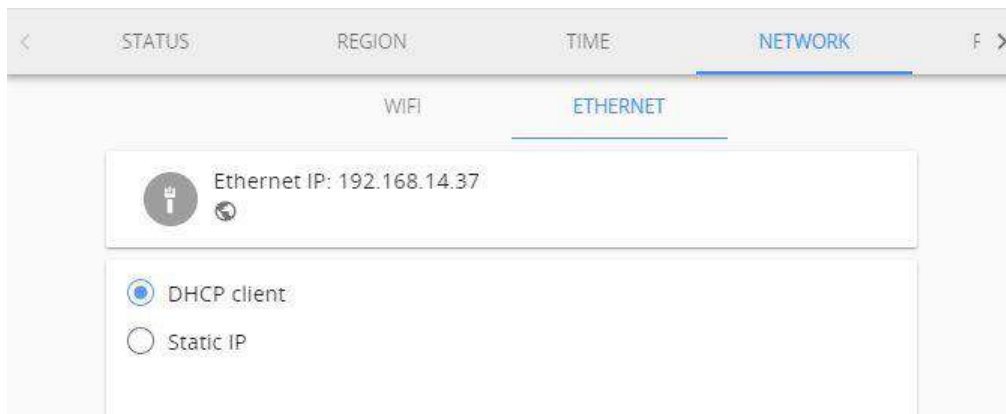 STATUS REGION TIME NETWORK
WIFI ETHERNET
Ethernet IP: 192.168.14.37
DHCP client
Static IP